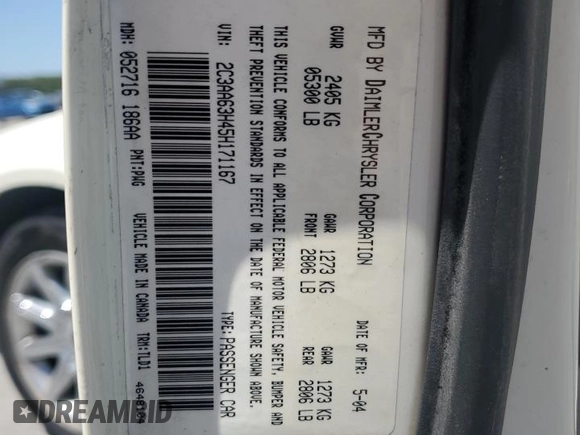 MFD BY DAIMLERCHRYSLER CORPORATION
DATE OF MFR: 5-04
GVWR 2405 KG
05300 LB
GAWR FRONT 1273 KG
2806 LB
GAWR REAR 1273 KG
2806 LB
THIS VEHICLE CONFORMS TO ALL APPLICABLE FEDERAL MOTOR VEHICLE SAFETY, BUMPER AND
THEFT PREVENTION STANDARDS IN EFFECT ON THE DATE OF MANUFACTURE SHOWN ABOVE.
VIN: 2C3AA63H45H171167
TYPE: PASSENGER CAR
MDH: 052716 186AA PNT: PW6 VEHICLE MADE IN CANADA TRM: TLD1
DREAMBID